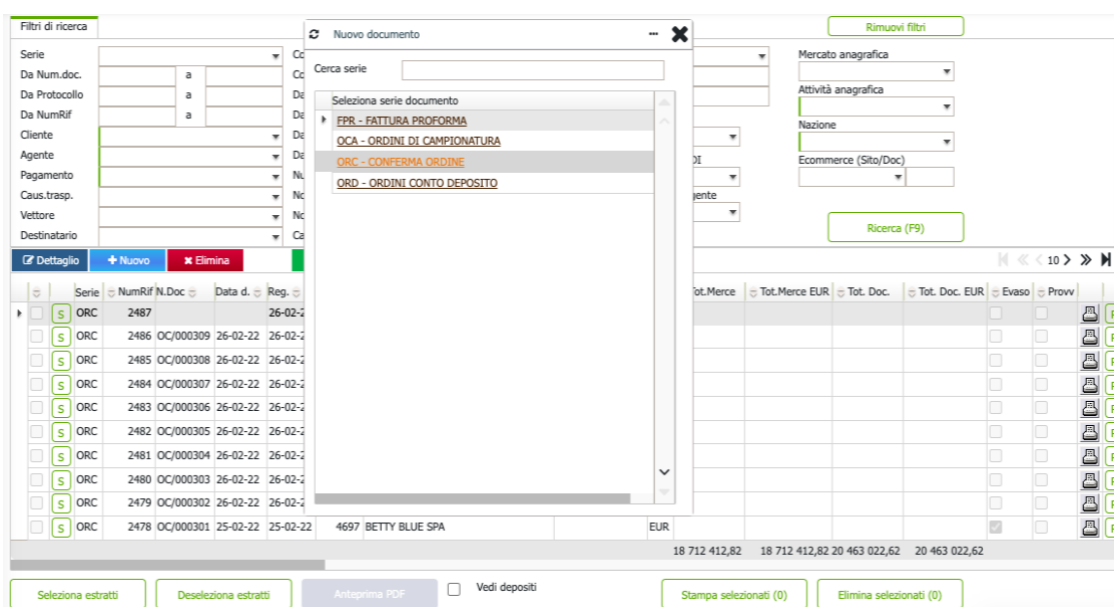 Filtri di ricerca
Rimuovi filtri
Nuovo documento
Serie
Mercato anagrafica
Cerca serie
Da Num.doc.
a
Da Protocollo
a
Attività anagrafica
Seleziona serie documento
Da NumRif
a
FPR - FATTURA PROFORMA
Nazione
Cliente
OCA - ORDINI DI CAMPIONATURA
Agente
ORC - CONFERMA ORDINE
Ecommerce (Sito/Doc)
Pagamento
ORD - ORDINI CONTO DEPOSITO
Caus.trasp.
Vettore
Destinatario
Ricerca (F9)
Dettaglio + Nuovo Elimina
10
Serie NumRif N.Doc Data d. Reg. Tot.Merce Tot.Merce EUR Tot. Doc. Tot. Doc. EUR Evaso Provv
S ORC 2487
S ORC 2486 OC/000309 26-02-22
S ORC 2485 OC/000308 26-02-22
S ORC 2484 OC/000307 26-02-22
S ORC 2483 OC/000306 26-02-22
S ORC 2482 OC/000305 26-02-22
S ORC 2481 OC/000304 26-02-22
S ORC 2480 OC/000303 26-02-22
S ORC 2479 OC/000302 26-02-22
S ORC 2478 OC/000301 25-02-22 25-02-22 4697 BETTY BLUE SPA EUR
18 712 412,82 18 712 412,82 20 463 022,62 20 463 022,62
Seleziona estratti Deseleziona estratti Anteprima PDF Vedi depositi Stampa selezionati (0) Elimina selezionati (0)